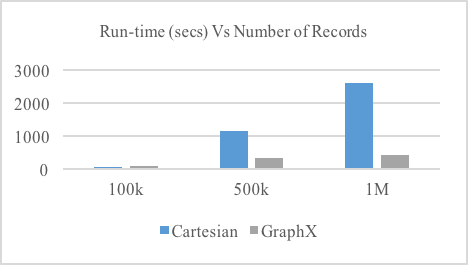 Run-time (secs) Vs Number of Records
3000
2000
1000
0
100k 500k 1M
Cartesian GraphX